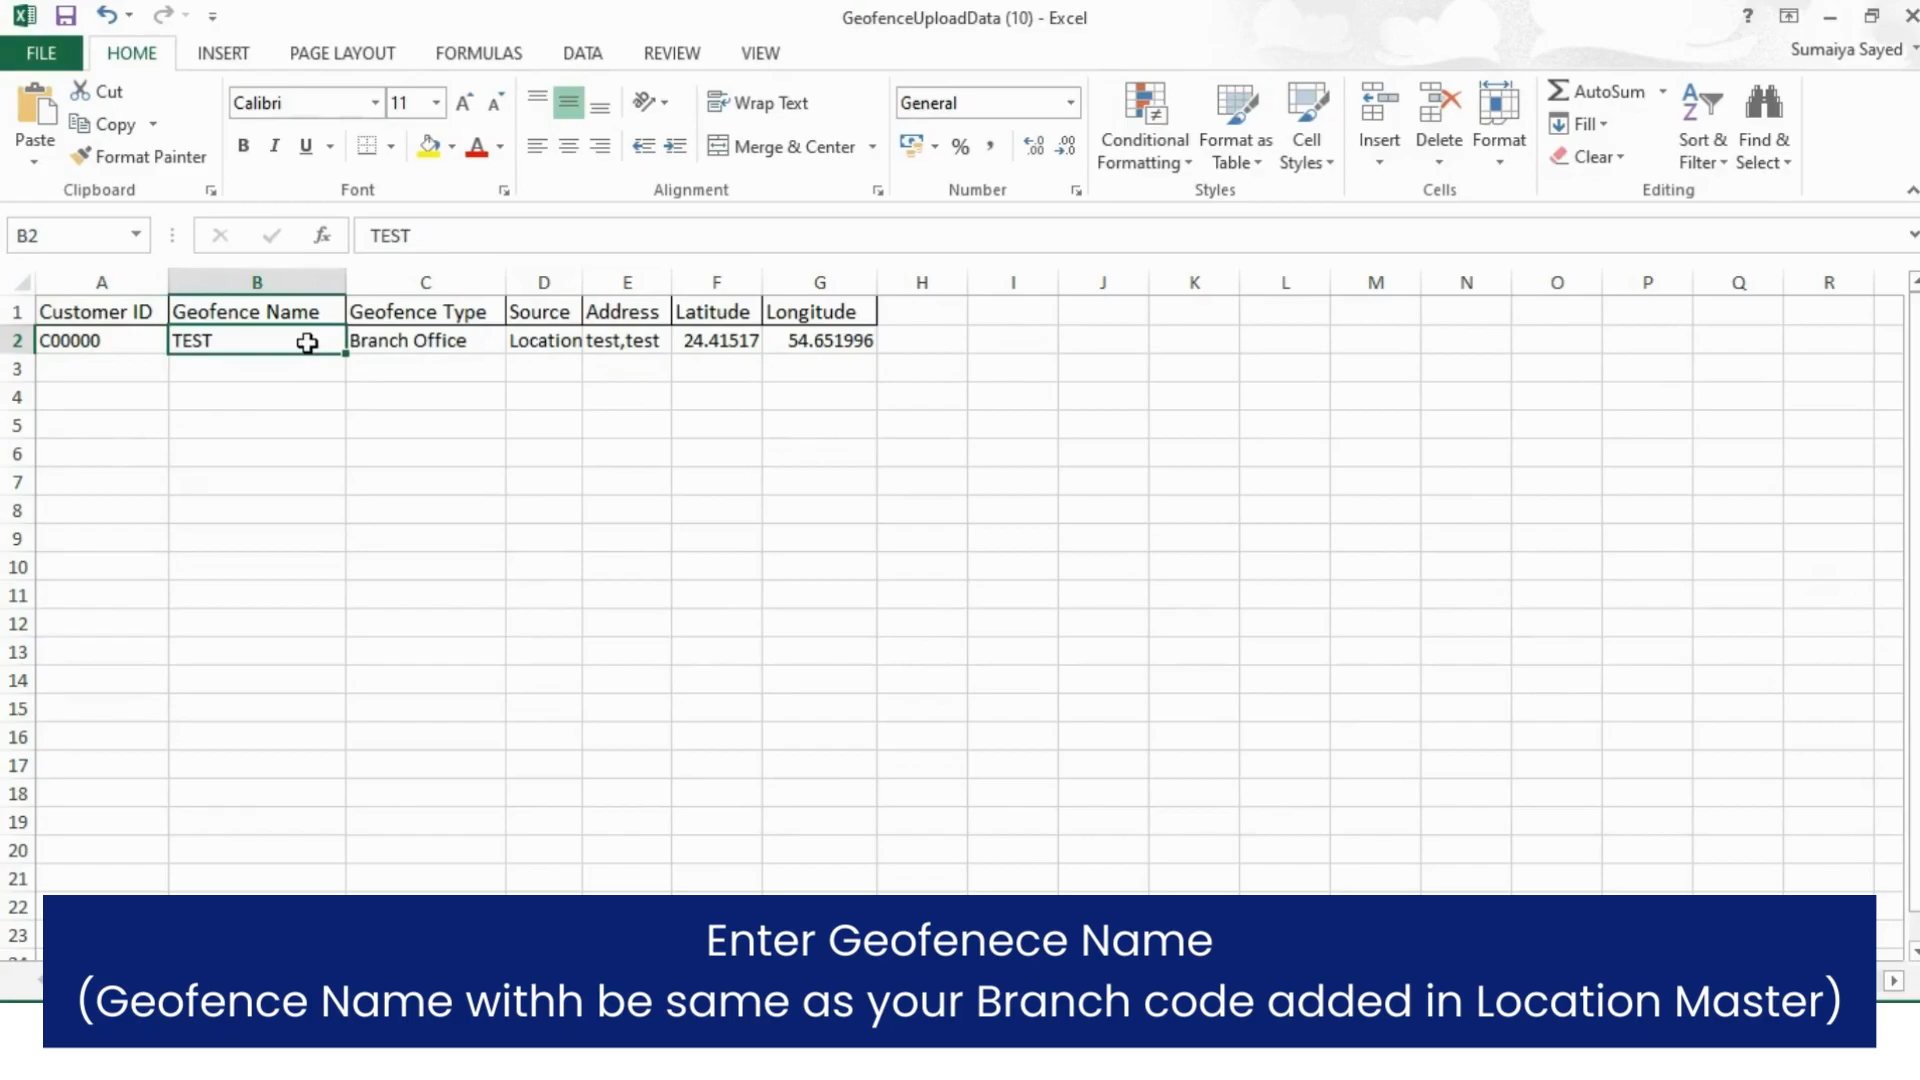 GeofenceUploadData (10) - Excel
?
FILE
HOME
INSERT
PAGE LAYOUT
FORMULAS
DATA
REVIEW
VIEW
Sumaiya Sayed
Paste
Cut
Copy
Format Painter
Clipboard
Calibri
11
B I U
Font
Wrap Text
Merge & Center
Alignment
General
%
Number
Conditional Formatting
Format as Table
Cell Styles
Styles
Insert
Delete
Format
Cells
AutoSum
Fill
Clear
Sort & Filter
Find & Select
Editing
B2
fx
TEST
A B C D E F G H I J K L M N O P Q R
1 Customer ID Geofence Name Geofence Type Source Address Latitude Longitude
2 C00000 TEST Branch Office Location test,test 24.41517 54.651996
3
4
5
6
7
8
9
10
11
12
13
14
15
16
17
18
19
20
21
22
23
Enter Geofenece Name
(Geofence Name withh be same as your Branch code added in Location Master)